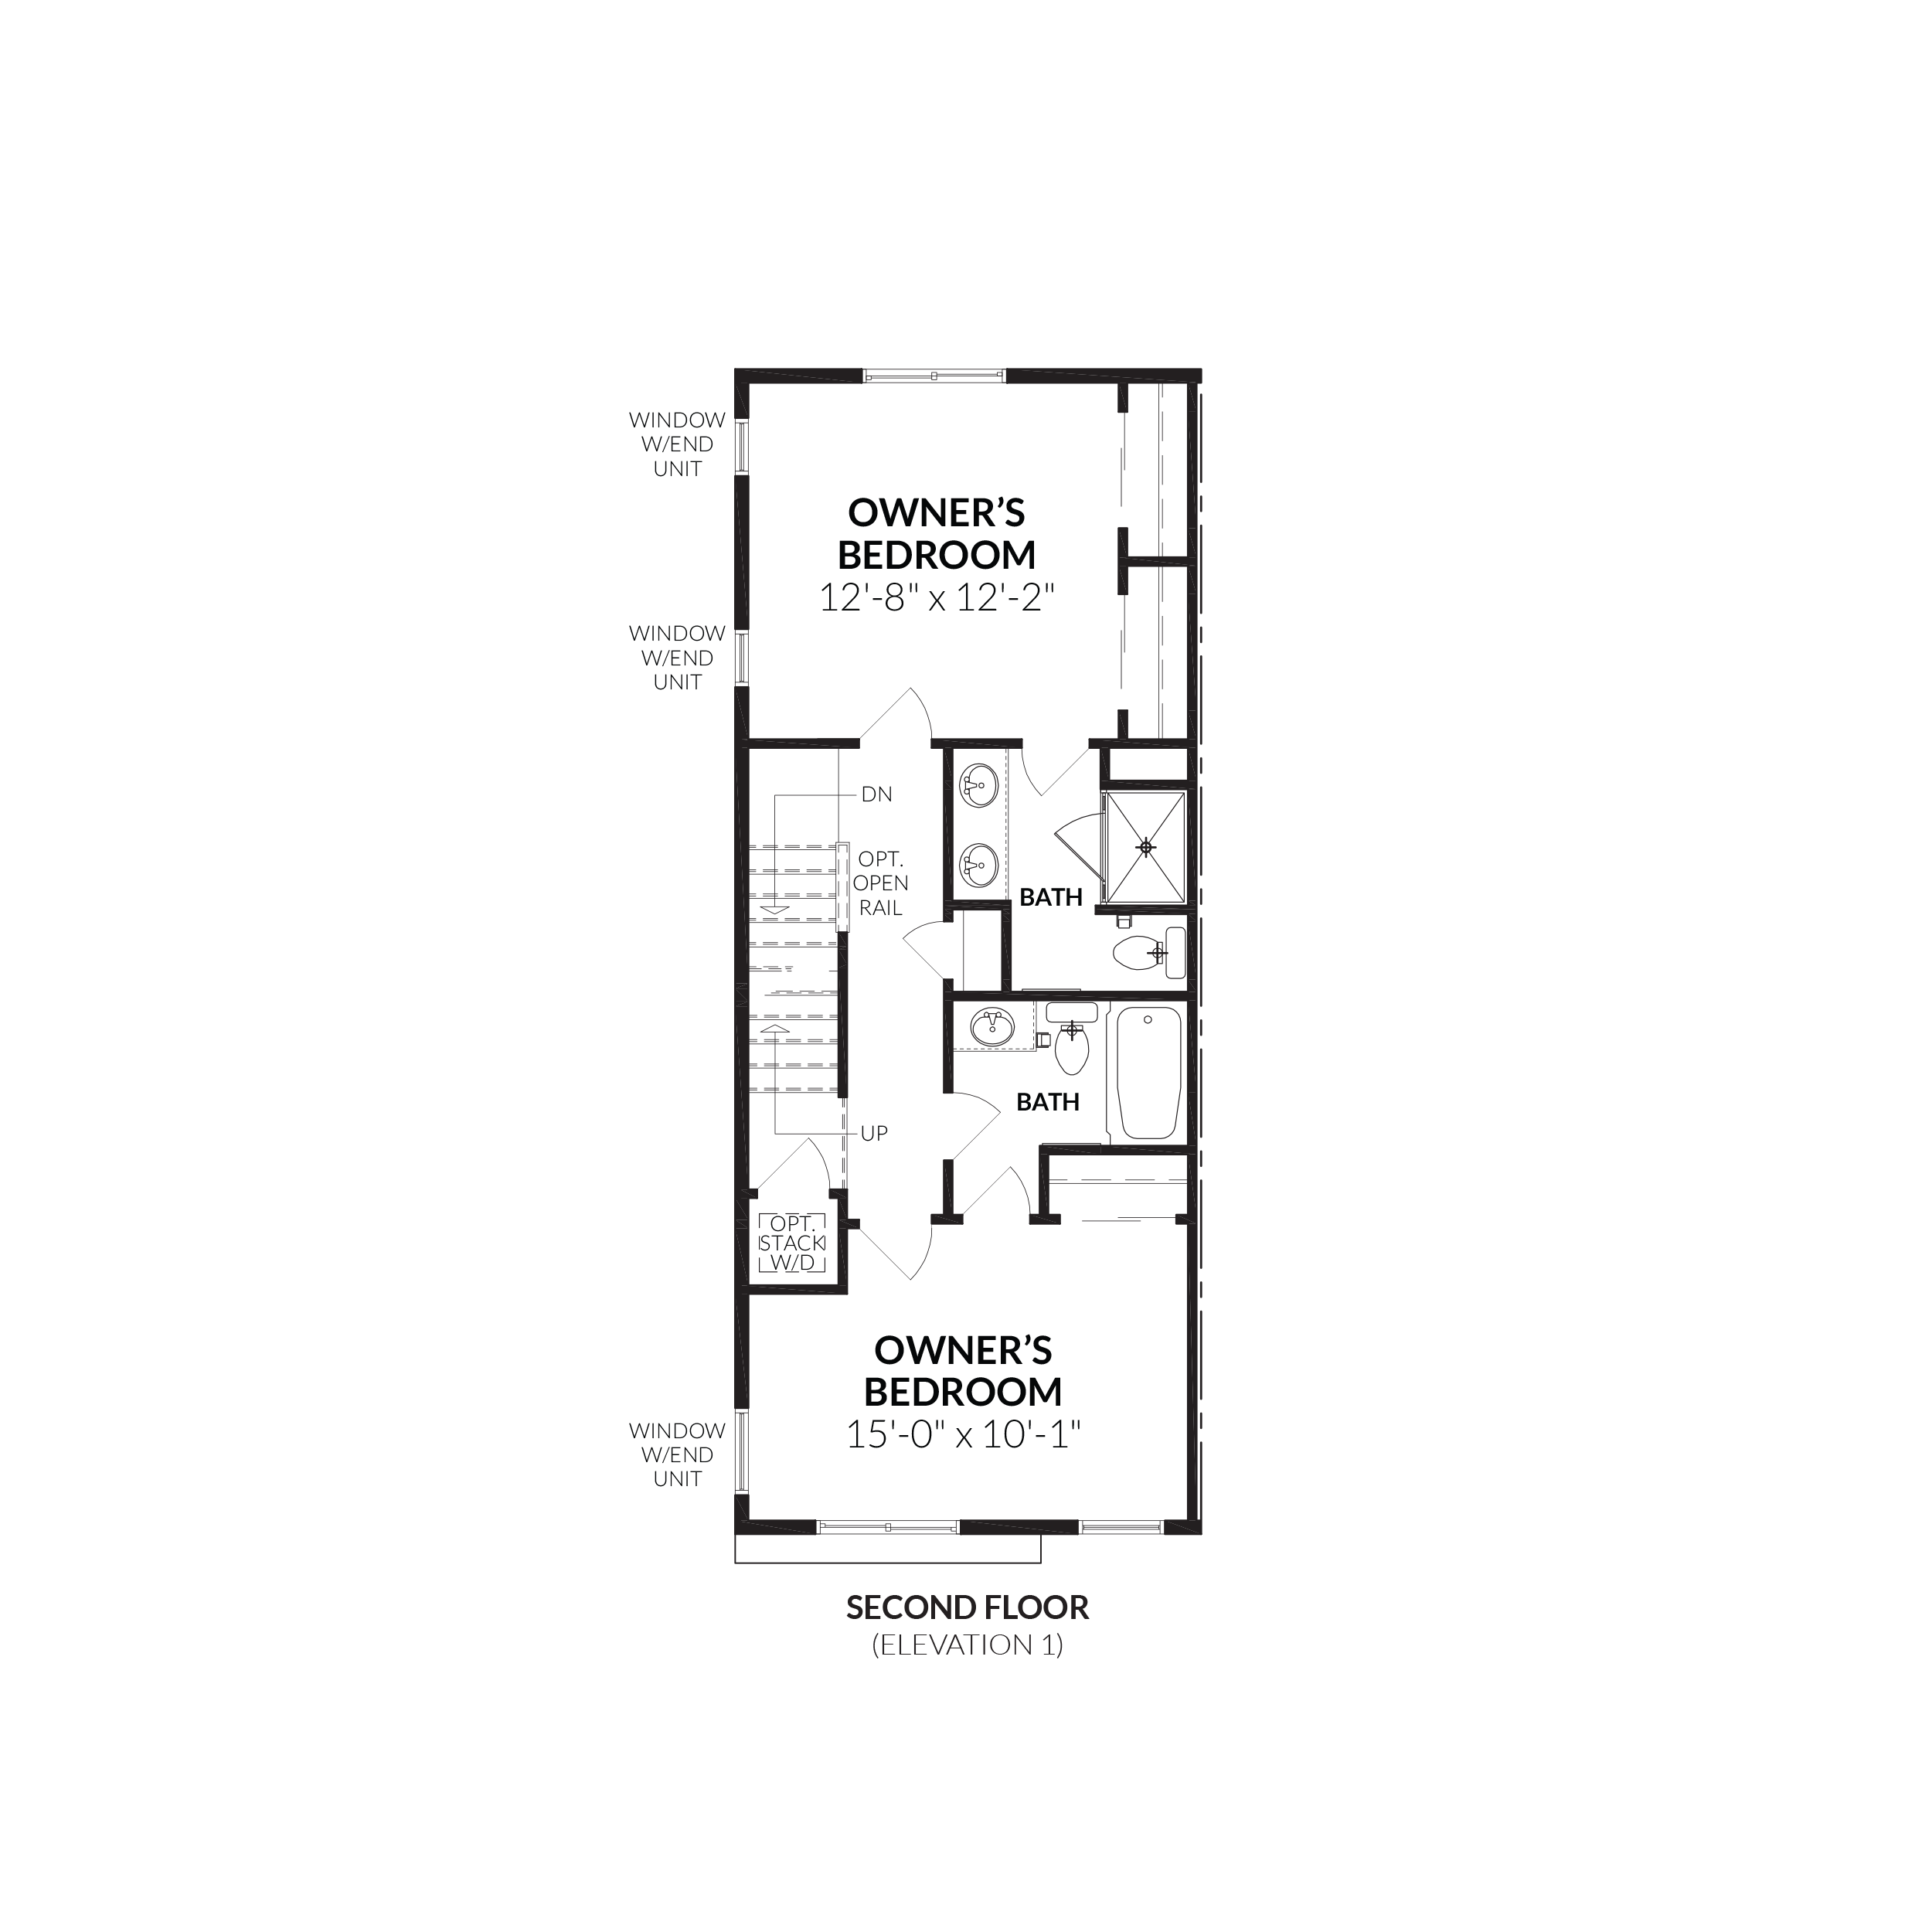 WINDOW
W/END
UNIT
OWNER’S
BEDROOM
12'-8" x 12'-2"
WINDOW
W/END
UNIT
DN
OPT.
OPEN
RAIL
BATH
BATH
UP
OPT.
STACK
W/D
OWNER’S
BEDROOM
15'-0" x 10'-1"
WINDOW
W/END
UNIT
SECOND FLOOR
(ELEVATION 1)